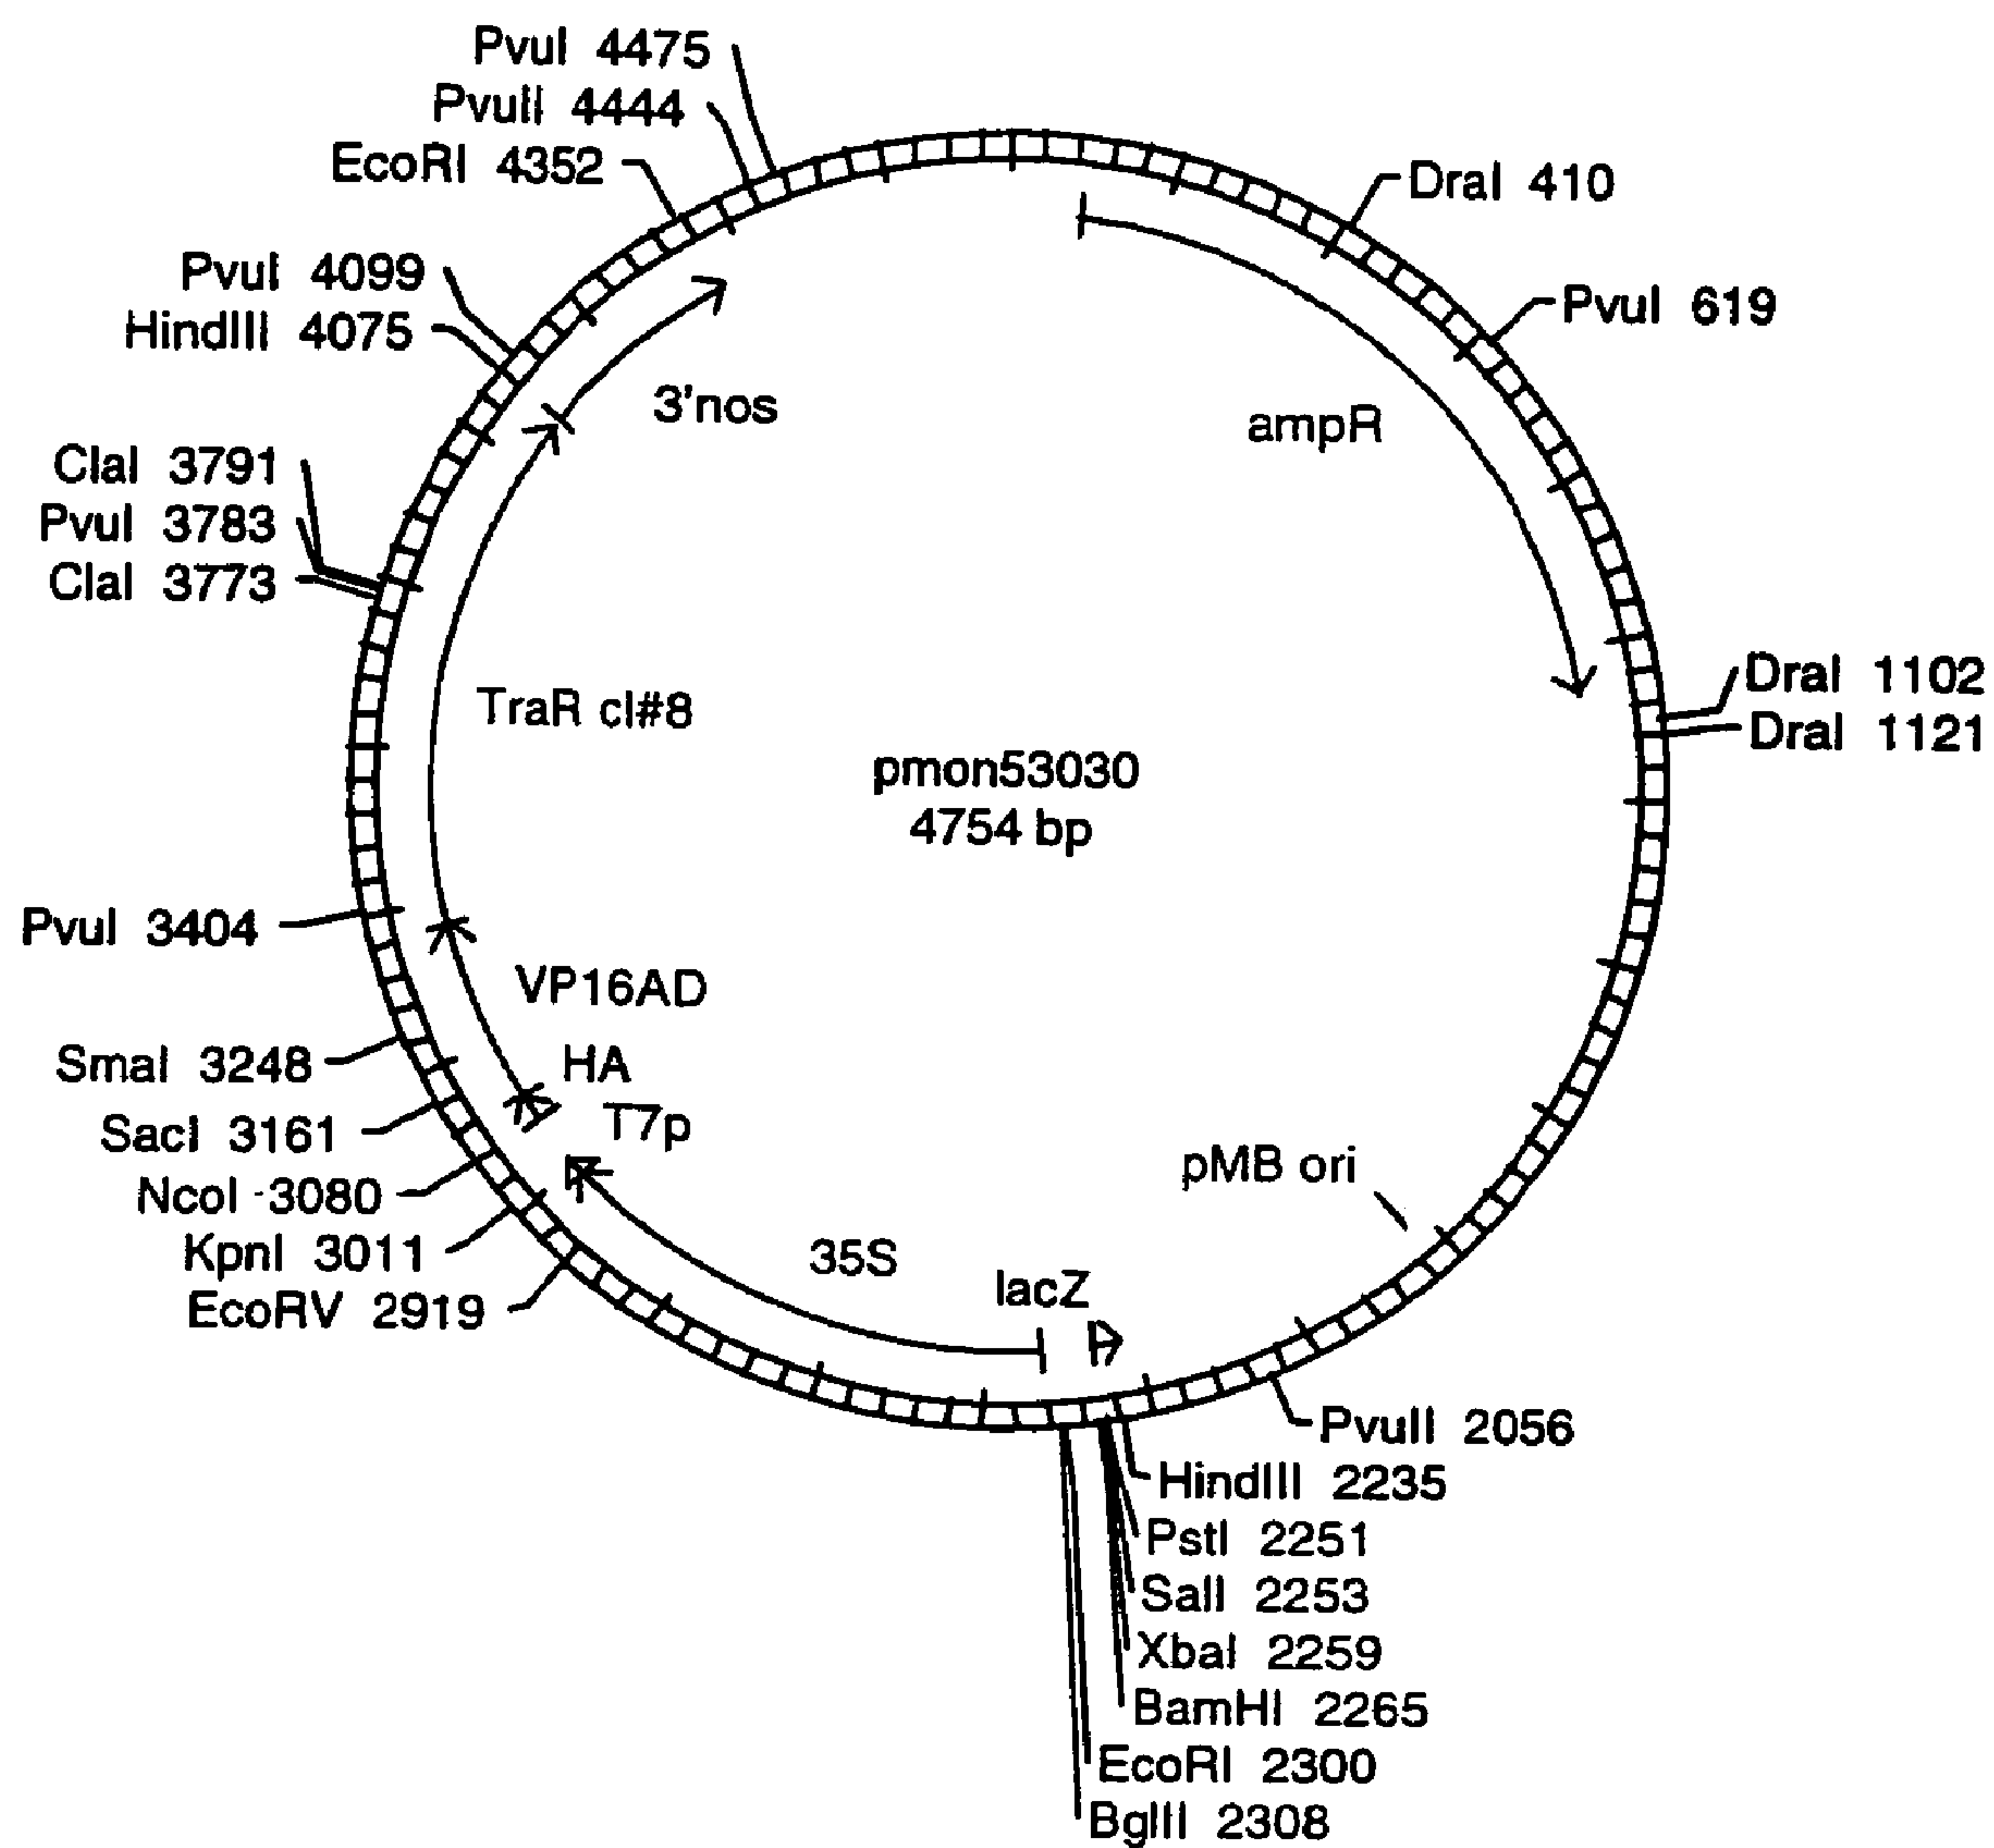 PvuI 4475
PvuII 4444
EcoRI 4352
PvuI 4099
HindIII 4075
ClaI 3791
PvuI 3783
ClaI 3773
PvuI 3404
SmaI 3248
SacI 3161
NcoI 3080
KpnI 3011
EcoRV 2919
DraI 410
PvuI 619
DraI 1102
DraI 1121
PvuII 2056
HindIII 2235
PstI 2251
SalI 2253
XbaI 2259
BamHI 2265
EcoRI 2300
BglII 2308
3'nos
ampR
TraR cl#8
pmon53030
4754 bp
VP16AD
HA
T7p
35S
lacZ
pMB ori